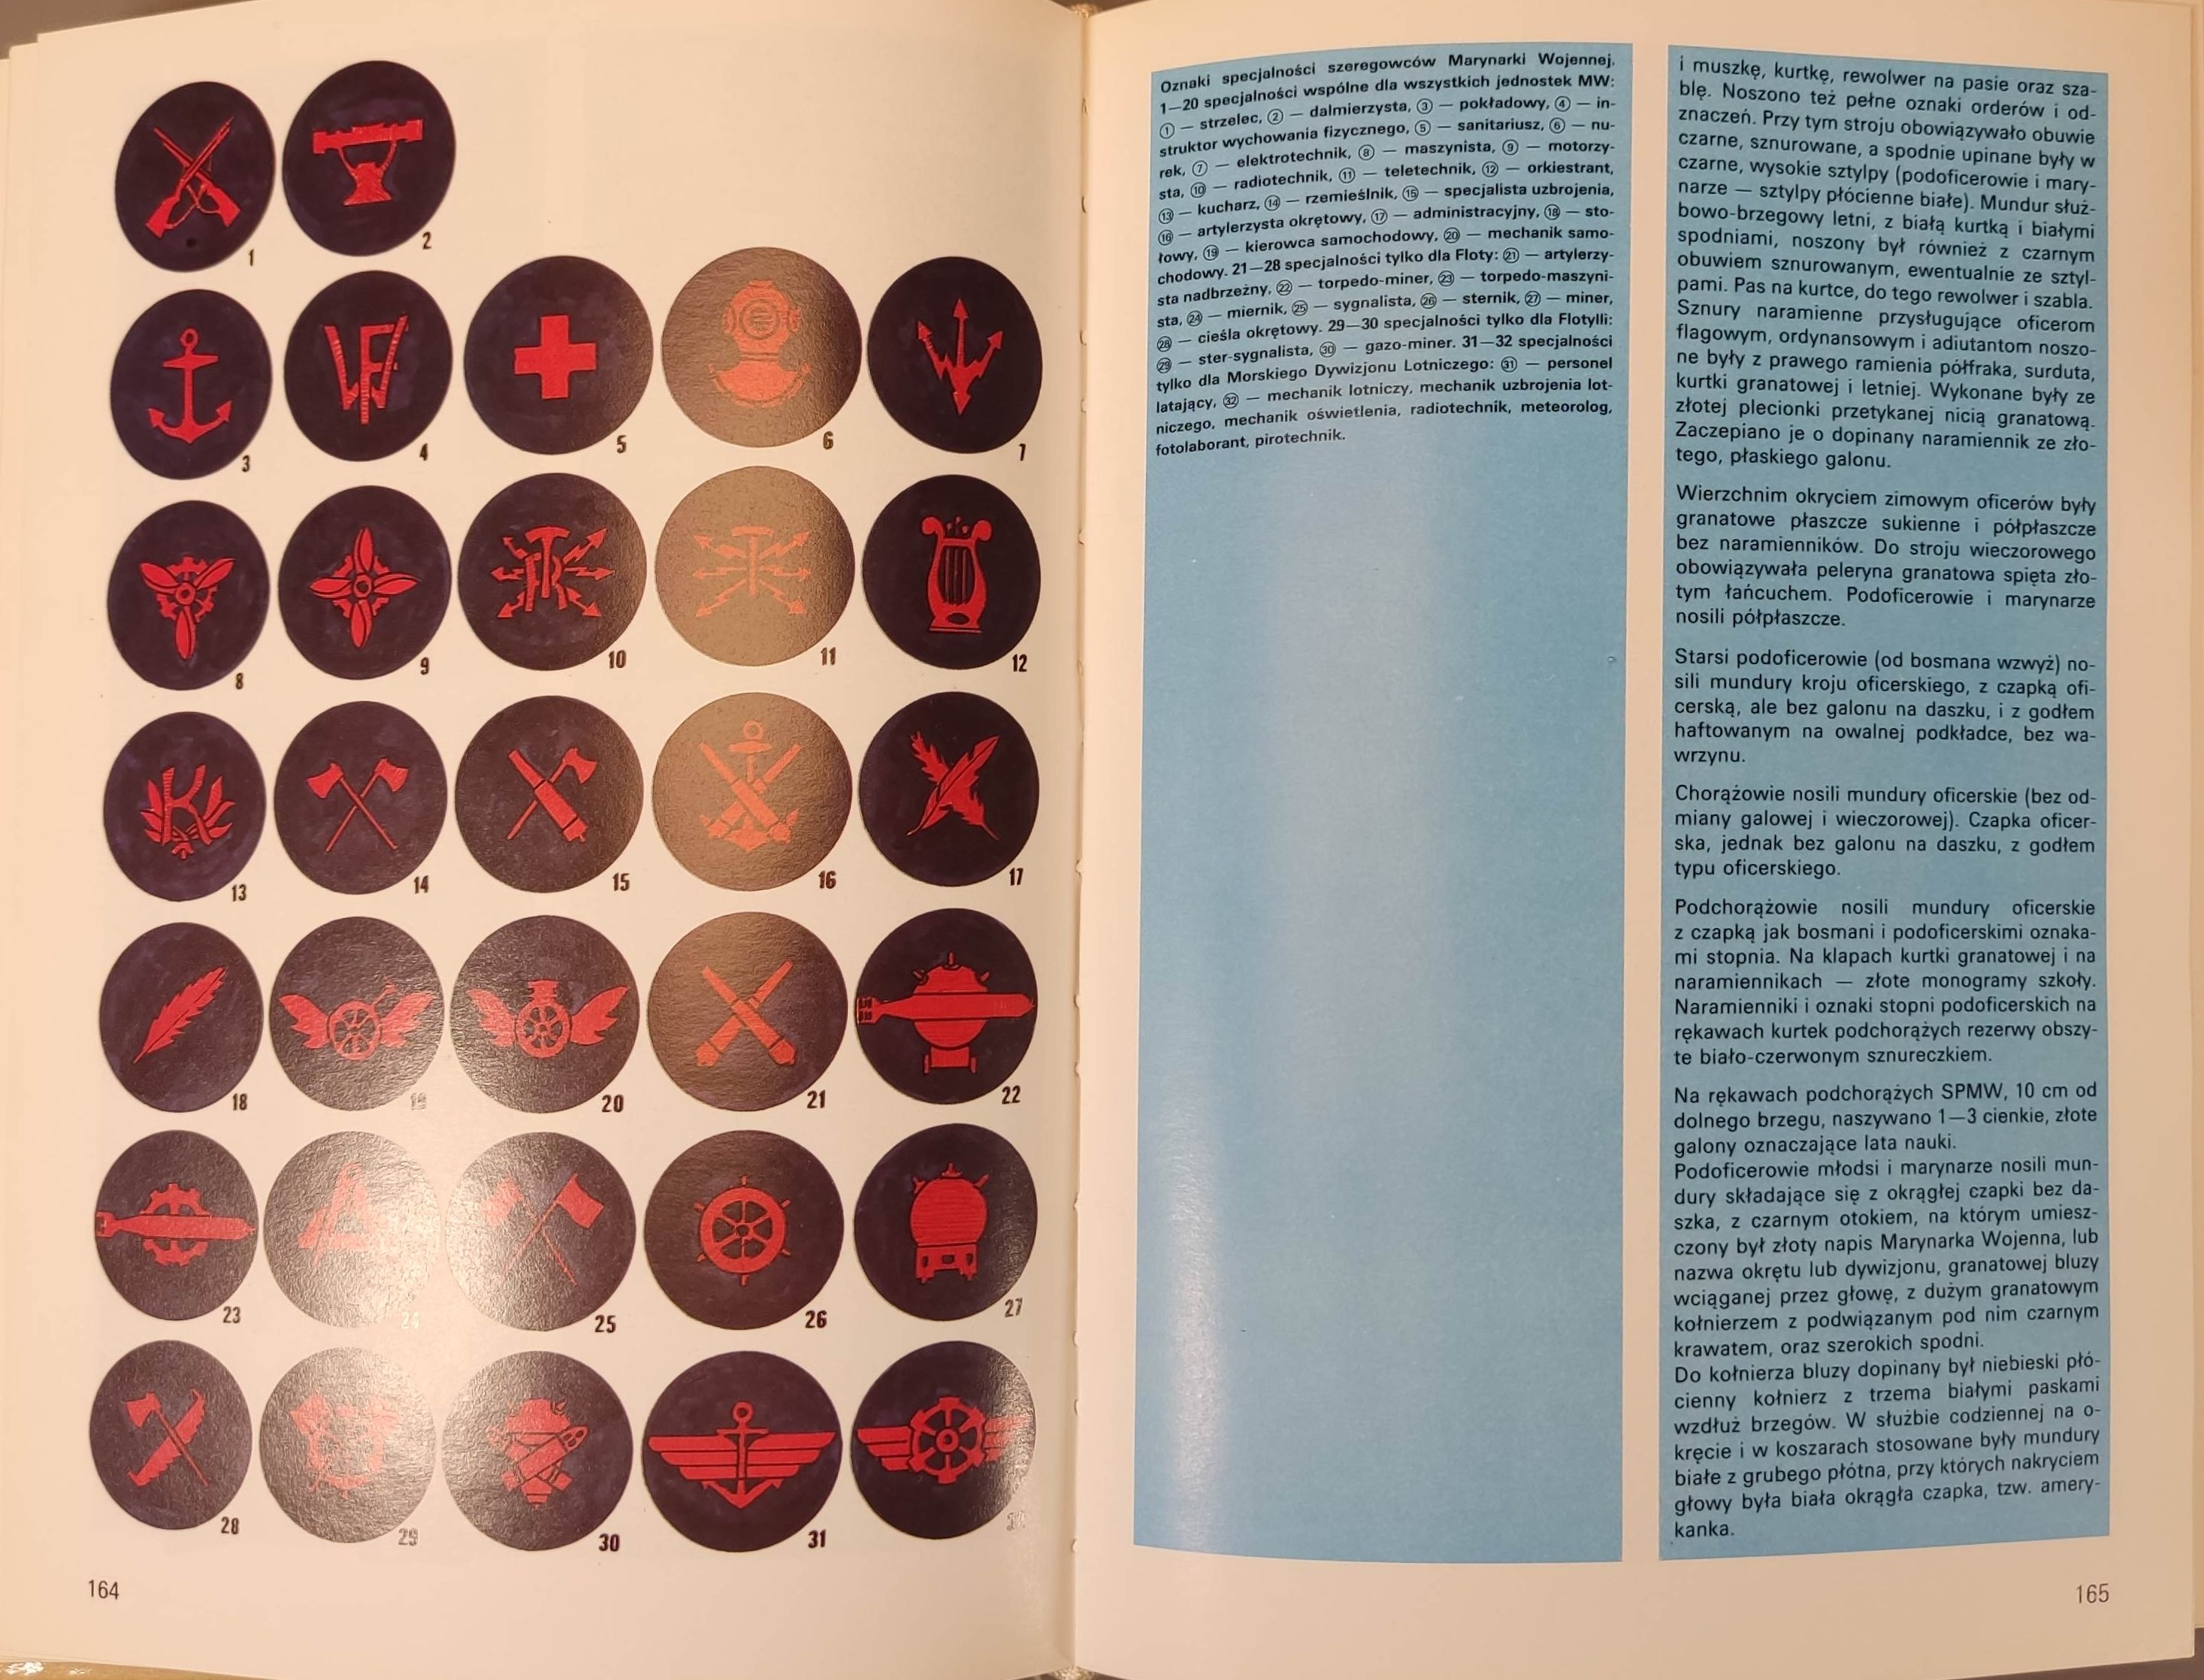 1
2
3
4
5
6
7
8
9
10
11
12
13
14
15
16
17
18
19
20
21
22
23
24
25
26
27
28
29
30
31
164
Oznaki specjalności szeregowców Marynarki Wojennej.
1—20 specjalności wspólne dla wszystkich jednostek MW:
① — strzelec, ② — dalmierzysta, ③ — pokładowy, ④ — in-
struktor wychowania fizycznego, ⑤ — sanitariusz, ⑥ — nu-
rek, ⑦ — elektrotechnik, ⑧ — maszynista, ⑨ — motorzy-
sta, ⑩ — radiotechnik, ⑪ — teletechnik, ⑫ — orkiestrant,
⑬ — kucharz, ⑭ — rzemieślnik, ⑮ — specjalista uzbrojenia,
⑯ — artylerzysta okrętowy, ⑰ — administracyjny, ⑱ — sto-
łowy, ⑲ — kierowca samochodowy, ⑳ — mechanik samo-
chodowy. 21—28 specjalności tylko dla Floty: ㉑ — artylerzy-
sta nadbrzeżny, ㉒ — torpedo-miner, ㉓ — torpedo-maszyni-
sta, ㉔ — miernik, ㉕ — sygnalista, ㉖ — sternik, ㉗ — miner,
㉘ — cieśla okrętowy. 29—30 specjalności tylko dla Flotylli:
㉙ — ster-sygnalista, ㉚ — gazo-miner. 31—32 specjalności
tylko dla Morskiego Dywizjonu Lotniczego: ㉛ — personel
latający, ㉜ — mechanik lotniczy, mechanik uzbrojenia lot-
niczego, mechanik oświetlenia, radiotechnik, meteorolog,
fotolaborant, pirotechnik.
i muszkę, kurtkę, rewolwer na pasie oraz sza-
blę. Noszono też pełne oznaki orderów i od-
znaczeń. Przy tym stroju obowiązywało obuwie
czarne, sznurowane, a spodnie upinane były w
czarne, wysokie sztylpy (podoficerowie i mary-
narze — sztylpy płócienne białe). Mundur służ-
bowo-brzegowy letni, z białą kurtką i białymi
spodniami, noszony był również z czarnym
obuwiem sznurowanym, ewentualnie ze sztyl-
pami. Pas na kurtce, do tego rewolwer i szabla.
Sznury naramienne przysługujące oficerom
flagowym, ordynansowym i adiutantom noszo-
ne były z prawego ramienia półfraka, surduta,
kurtki granatowej i letniej. Wykonane były ze
złotej plecionki przetykanej nicią granatową.
Zaczepiano je o dopinany naramiennik ze zło-
tego, płaskiego galonu.
Wierzchnim okryciem zimowym oficerów były
granatowe płaszcze sukienne i półpłaszcze
bez naramienników. Do stroju wieczorowego
obowiązywała peleryna granatowa spięta zło-
tym łańcuchem. Podoficerowie i marynarze
nosili półpłaszcze.
Starsi podoficerowie (od bosmana wzwyż) no-
sili mundury kroju oficerskiego, z czapką ofi-
cerską, ale bez galonu na daszku, i z godłem
haftowanym na owalnej podkładce, bez wa-
wrzynu.
Chorążowie nosili mundury oficerskie (bez od-
miany galowej i wieczorowej). Czapka oficer-
ska, jednak bez galonu na daszku, z godłem
typu oficerskiego.
Podchorążowie nosili mundury oficerskie
z czapką jak bosmani i podoficerskimi oznaka-
mi stopnia. Na klapach kurtki granatowej i na
naramiennikach — złote monogramy szkoły.
Naramienniki i oznaki stopni podoficerskich na
rękawach kurtek podchorążych rezerwy obszy-
te biało-czerwonym sznureczkiem.
Na rękawach podchorążych SPMW, 10 cm od
dolnego brzegu, naszywano 1—3 cienkie, złote
galony oznaczające lata nauki.
Podoficerowie młodsi i marynarze nosili mun-
dury składające się z okrągłej czapki bez da-
szka, z czarnym otokiem, na którym umiesz-
czony był złoty napis Marynarka Wojenna, lub
nazwa okrętu lub dywizjonu, granatowej bluzy
wciąganej przez głowę, z dużym granatowym
kołnierzem z podwiązanym pod nim czarnym
krawatem, oraz szerokich spodni.
Do kołnierza bluzy dopinany był niebieski płó-
cienny kołnierz z trzema białymi paskami
wzdłuż brzegów. W służbie codziennej na o-
kręcie i w koszarach stosowane były mundury
białe z grubego płótna, przy których nakryciem
głowy była biała okrągła czapka, tzw. amery-
kanka.
165